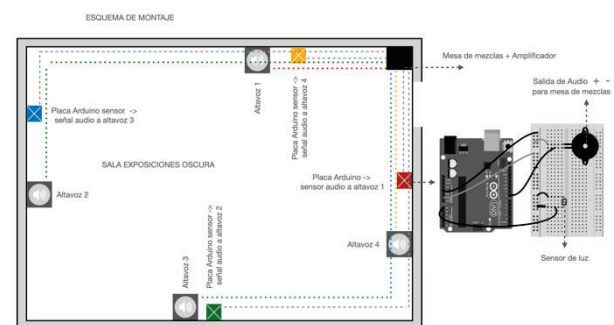 ESQUEMA DE MONTAJE
Mesa de mezclas + Amplificador
Salida de Audio + -
para mesa de mezclas
Altavoz 1
Placa Arduino sensor ->
señal audio a altavoz 4
Placa Arduino sensor ->
señal audio a altavoz 3
SALA EXPOSICIONES OSCURA
Placa Arduino ->
sensor audio a altavoz 1
Altavoz 2
Placa Arduino sensor ->
señal audio a altavoz 2
Altavoz 3
Altavoz 4
UNO
Sensor de luz